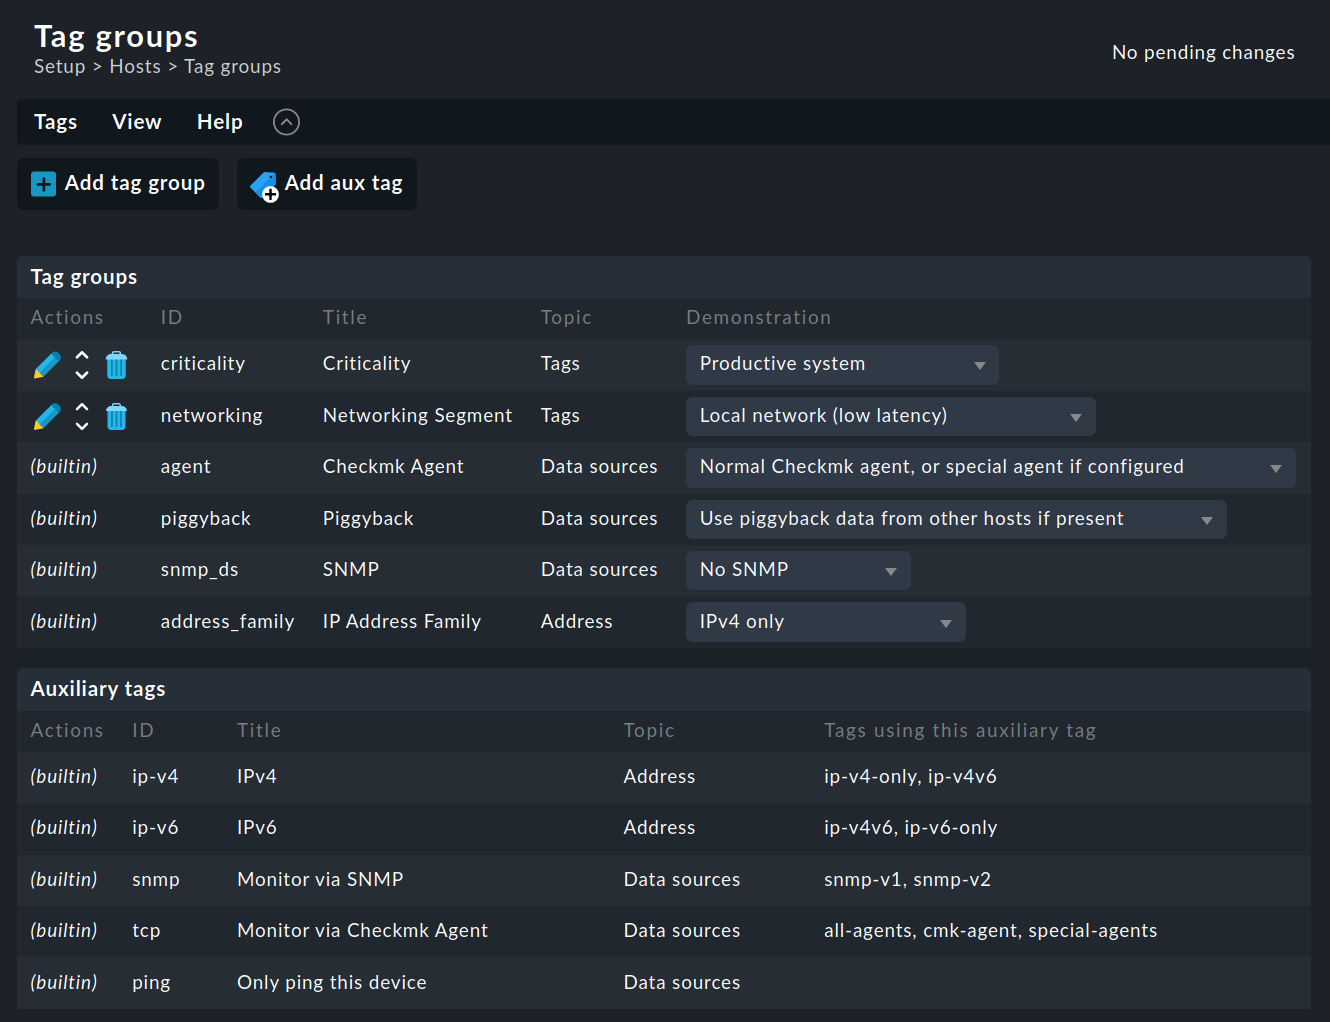 Tag groups
Setup > Hosts > Tag groups
No pending changes
Tags View Help
Add tag group Add aux tag
Tag groups
Actions ID Title Topic Demonstration
criticality Criticality Tags Productive system
networking Networking Segment Tags Local network (low latency)
(builtin) agent Checkmk Agent Data sources Normal Checkmk agent, or special agent if configured
(builtin) piggyback Piggyback Data sources Use piggyback data from other hosts if present
(builtin) snmp_ds SNMP Data sources No SNMP
(builtin) address_family IP Address Family Address IPv4 only
Auxiliary tags
Actions ID Title Topic Tags using this auxiliary tag
(builtin) ip-v4 IPv4 Address ip-v4-only, ip-v4v6
(builtin) ip-v6 IPv6 Address ip-v4v6, ip-v6-only
(builtin) snmp Monitor via SNMP Data sources snmp-v1, snmp-v2
(builtin) tcp Monitor via Checkmk Agent Data sources all-agents, cmk-agent, special-agents
(builtin) ping Only ping this device Data sources